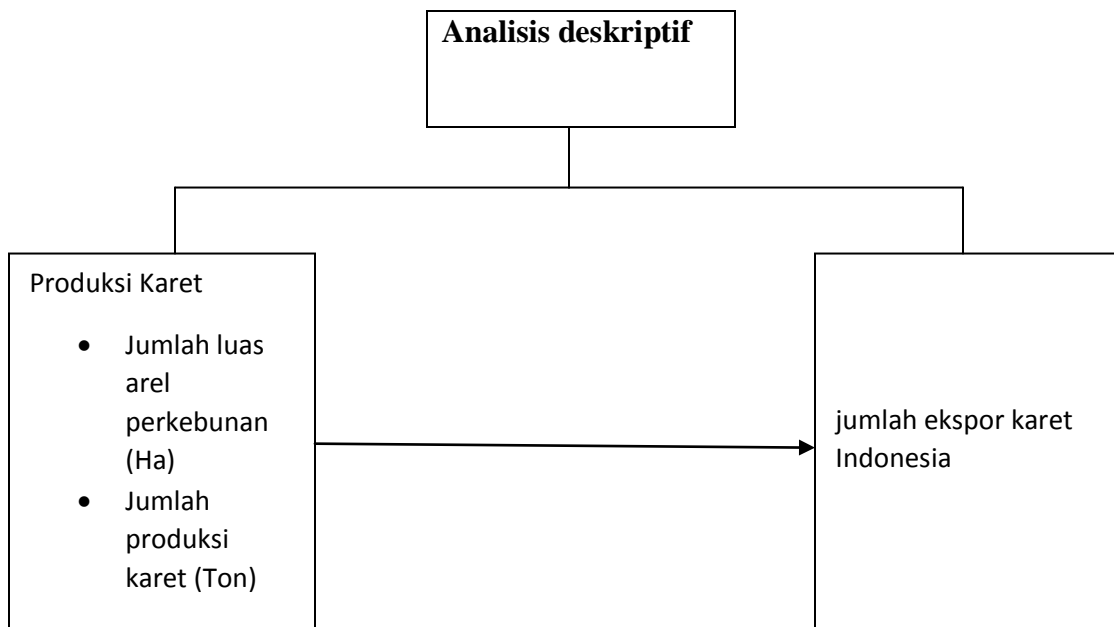 Analisis deskriptif
Produksi Karet
• Jumlah luas
arel
perkebunan
(Ha)
• Jumlah
produksi
karet (Ton)
jumlah ekspor karet
Indonesia